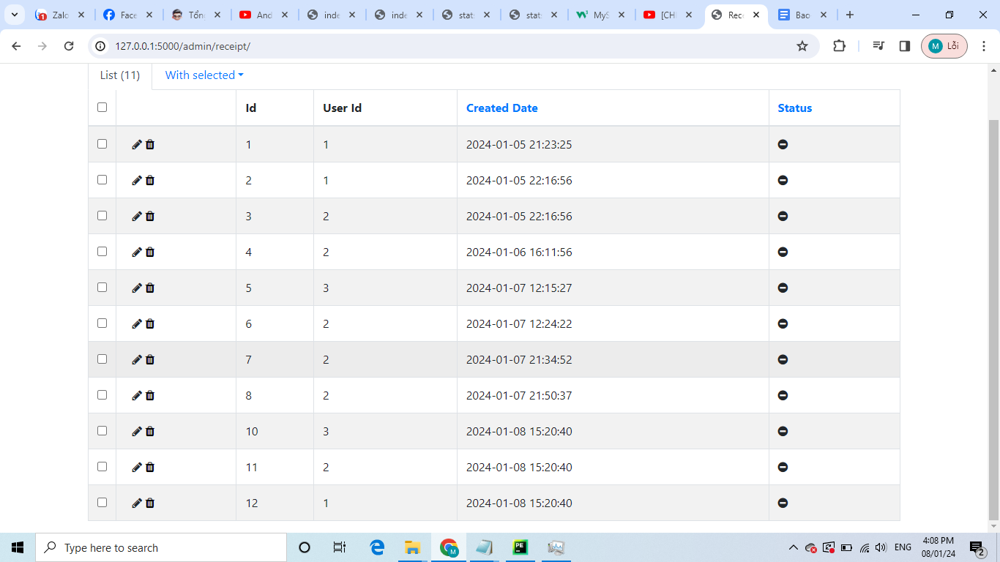 Zalo Face Tổn And inde inde stat stat MyS [CH Rece Bao
127.0.0.1:5000/admin/receipt/ M Lỗi
List (11) With selected
Id User Id Created Date Status
1 1 2024-01-05 21:23:25
2 1 2024-01-05 22:16:56
3 2 2024-01-05 22:16:56
4 2 2024-01-06 16:11:56
5 3 2024-01-07 12:15:27
6 2 2024-01-07 12:24:22
7 2 2024-01-07 21:34:52
8 2 2024-01-07 21:50:37
10 3 2024-01-08 15:20:40
11 2 2024-01-08 15:20:40
12 1 2024-01-08 15:20:40
Type here to search ENG 4:08 PM
08/01/24 2